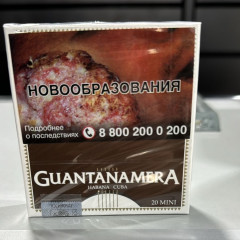 НОВООБРАЗОВАНИЯ
Подробнее
о последствиях 8 800 200 0 200
GUANTANAMERA
HABANA CUBA
20 MINI